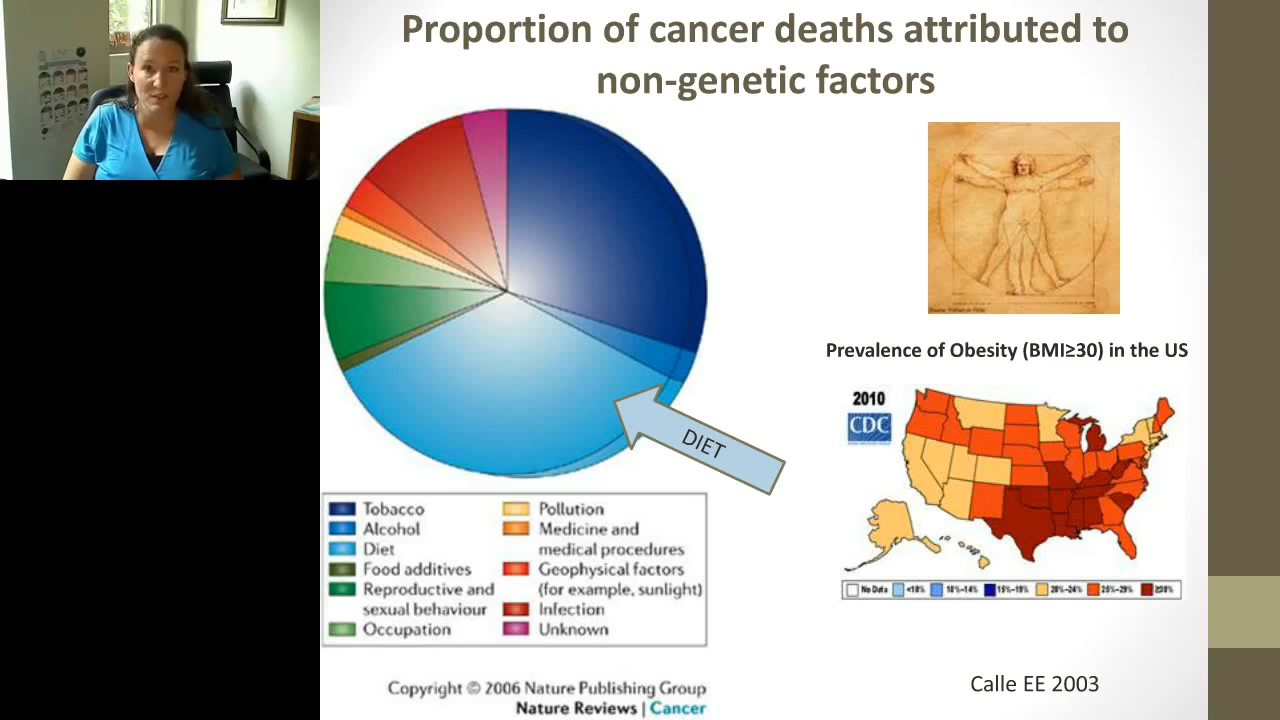 Proportion of cancer deaths attributed to
non-genetic factors
DIET
Tobacco
Alcohol
Diet
Food additives
Reproductive and
sexual behaviour
Occupation
Pollution
Medicine and
medical procedures
Geophysical factors
(for example, sunlight)
Infection
Unknown
Copyright © 2006 Nature Publishing Group
Nature Reviews | Cancer
Prevalence of Obesity (BMI≥30) in the US
2010
CDC
No Data <10% 10%–14% 15%–19% 20%–24% 25%–29% ≥30%
Calle EE 2003